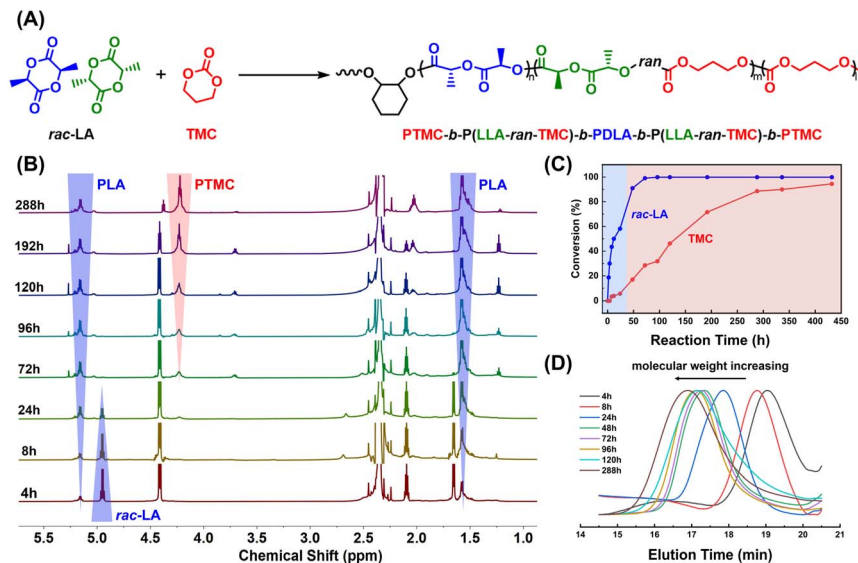 (A)
O
O
O
O
O
O
O
O
O
O
O
+
O
O
O
O
O
O
O
O
n
O
O
O
O
ran
O
O
m
O
O
rac-LA
TMC
PTMC-b-P(LLA-ran-TMC)-b-PDLA-b-P(LLA-ran-TMC)-b-PTMC
(B)
PLA
PTMC
PLA
288h
192h
120h
96h
72h
24h
8h
4h
rac-LA
5.5 5.0 4.5 4.0 3.5 3.0 2.5 2.0 1.5 1.0
Chemical Shift (ppm)
(C)
100
80
60
40
20
0
Conversion (%)
rac-LA
TMC
0 50 100 150 200 250 300 350 400 450
Reaction Time (h)
(D)
molecular weight increasing
4h
8h
24h
48h
72h
96h
120h
288h
14 15 16 17 18 19 20 21
Elution Time (min)